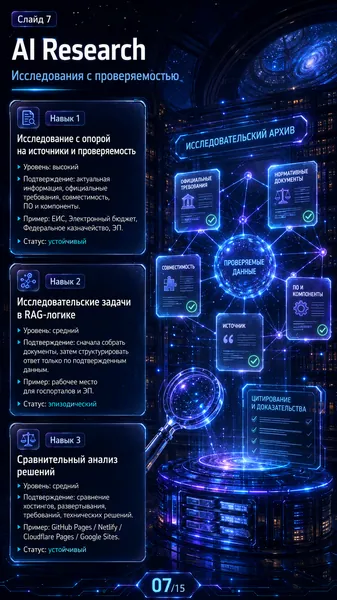 Слайд 7
AI Research
Исследования с проверяемостью
Навык 1
Исследование с опорой
на источники и проверяемость
Уровень: высокий
Подтверждение: актуальная
информация, официальные
требования, совместимость,
ПО и компоненты.
Пример: ЕИС, Электронный бюджет,
Федеральное казначейство, ЭП.
Статус: устойчивый
Навык 2
Исследовательские задачи
в RAG-логике
Уровень: средний
Подтверждение: сначала собрать
документы, затем структурировать
ответ только по подтвержденным
данным.
Пример: рабочее место
для госпорталов и ЭП.
Статус: эпизодический
Навык 3
Сравнительный анализ
решений
Уровень: средний
Подтверждение: сравнение
хостингов, развертывания,
требований, технических решений.
Пример: GitHub Pages / Netlify /
Cloudflare Pages / Google Sites.
Статус: устойчивый
ИССЛЕДОВАТЕЛЬСКИЙ АРХИВ
ОФИЦИАЛЬНЫЕ
ТРЕБОВАНИЯ
НОРМАТИВНЫЕ
ДОКУМЕНТЫ
ПРОВЕРЯЕМЫЕ
ДАННЫЕ
СОВМЕСТИМОСТЬ
ПО И
КОМПОНЕНТЫ
ИСТОЧНИК
ЦИТИРОВАНИЕ
И ДОКАЗАТЕЛЬСТВА
07/15